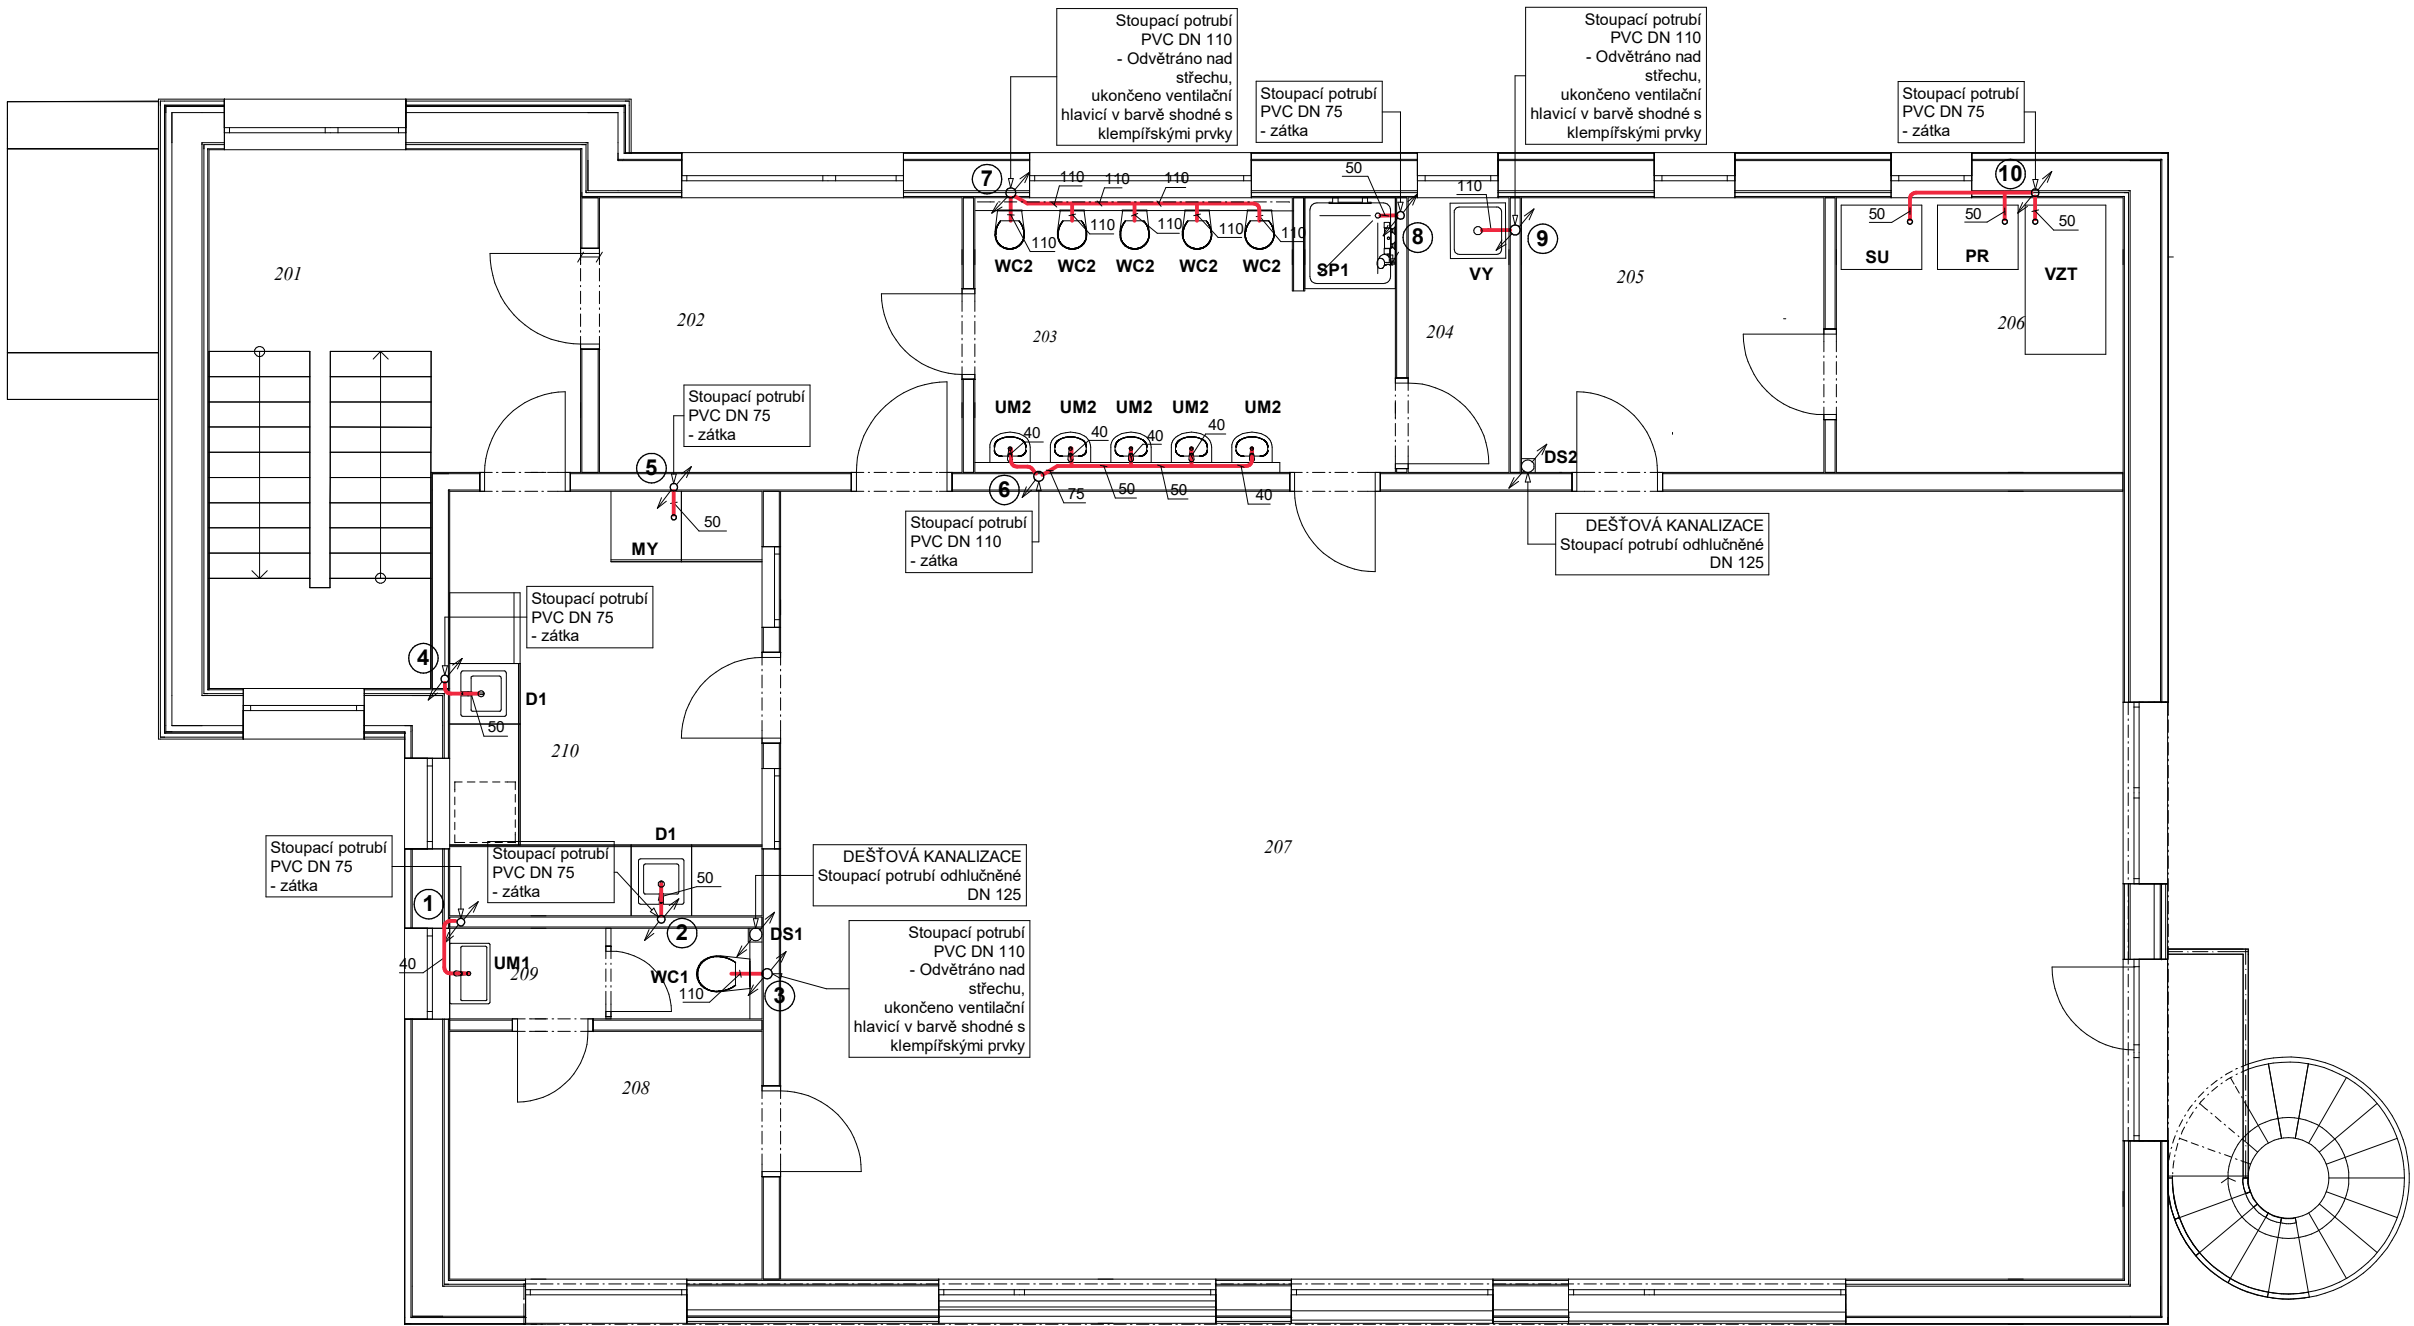 Stoupací potrubí
PVC DN 110
- Odvětráno nad
střechu,
ukončeno ventilační
hlavicí v barvě shodné s
klempířskými prvky
Stoupací potrubí
PVC DN 75
- zátka
Stoupací potrubí
PVC DN 110
- Odvětráno nad
střechu,
ukončeno ventilační
hlavicí v barvě shodné s
klempířskými prvky
Stoupací potrubí
PVC DN 75
- zátka
7
110
110
110
50
110
10
110
110
110
110
110
8
9
50
50
50
WC2
WC2
WC2
WC2
WC2
SP1
VY
SU
PR
VZT
201
202
203
204
205
206
Stoupací potrubí
PVC DN 75
- zátka
UM2
UM2
UM2
UM2
UM2
40
40
40
40
5
6
75
50
50
40
DS2
50
MY
Stoupací potrubí
PVC DN 110
- zátka
DEŠŤOVÁ KANALIZACE
Stoupací potrubí odhlučněné
DN 125
Stoupací potrubí
PVC DN 75
- zátka
4
D1
50
210
D1
207
Stoupací potrubí
PVC DN 75
- zátka
Stoupací potrubí
PVC DN 75
- zátka
50
DEŠŤOVÁ KANALIZACE
Stoupací potrubí odhlučněné
DN 125
1
2
DS1
40
UM1
209
WC1
110
3
Stoupací potrubí
PVC DN 110
- Odvětráno nad
střechu,
ukončeno ventilační
hlavicí v barvě shodné s
klempířskými prvky
208